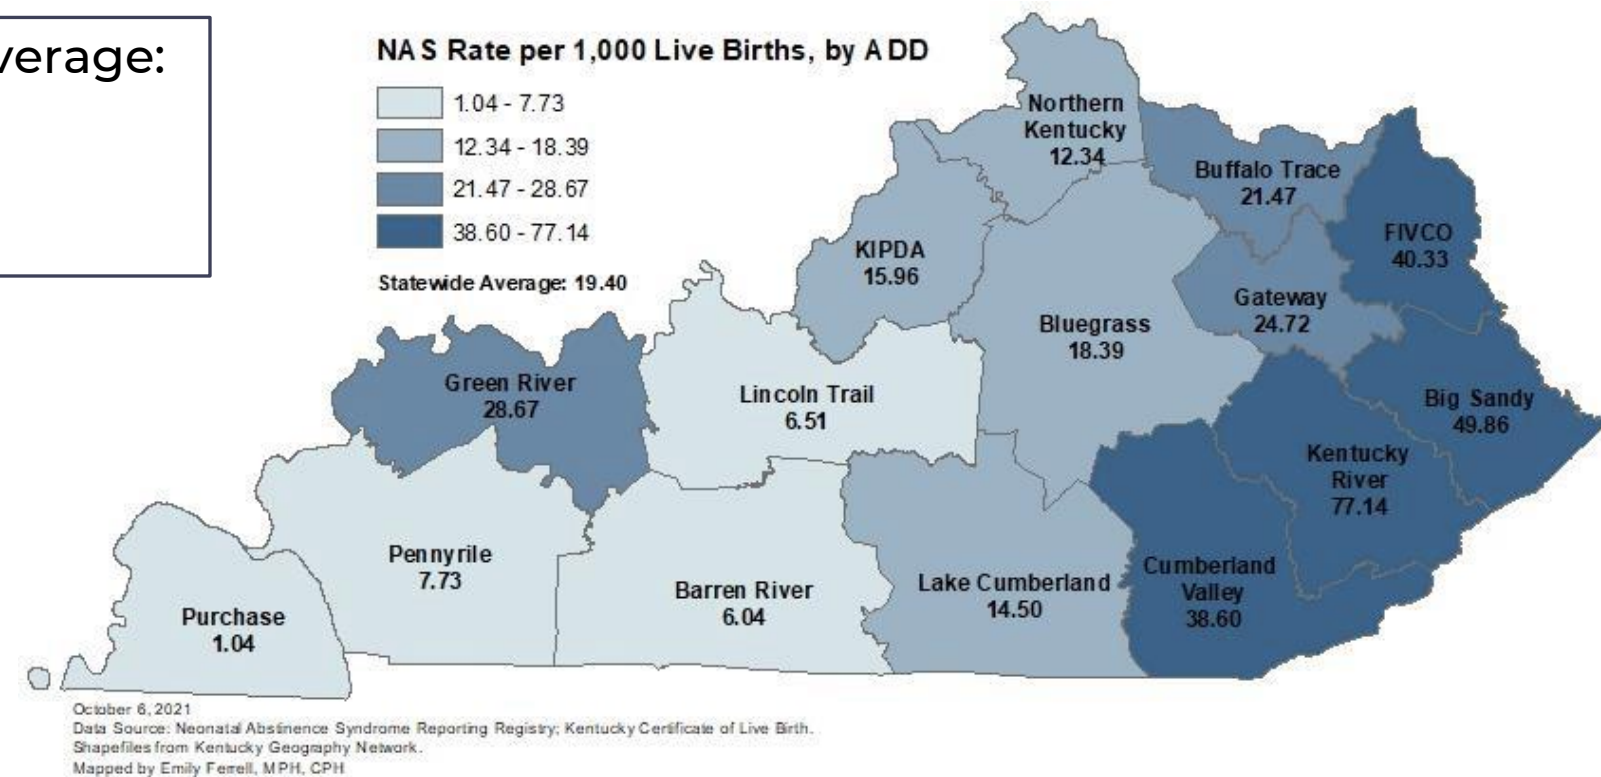 verage:
NAS Rate per 1,000 Live Births, by ADD
1.04 - 7.73
12.34 - 18.39
21.47 - 28.67
38.60 - 77.14
Statewide Average: 19.40
Northern
Kentucky
12.34
Buffalo Trace
21.47
FIVCO
40.33
KIPDA
15.96
Gateway
24.72
Bluegrass
18.39
Green River
28.67
Lincoln Trail
6.51
Big Sandy
49.86
Kentucky
River
77.14
Pennyrile
7.73
Barren River
6.04
Lake Cumberland
14.50
Cumberland
Valley
38.60
Purchase
1.04
October 6, 2021
Data Source: Neonatal Abstinence Syndrome Reporting Registry; Kentucky Certificate of Live Birth.
Shapefiles from Kentucky Geography Network.
Mapped by Emily Ferrell, MPH, CPH